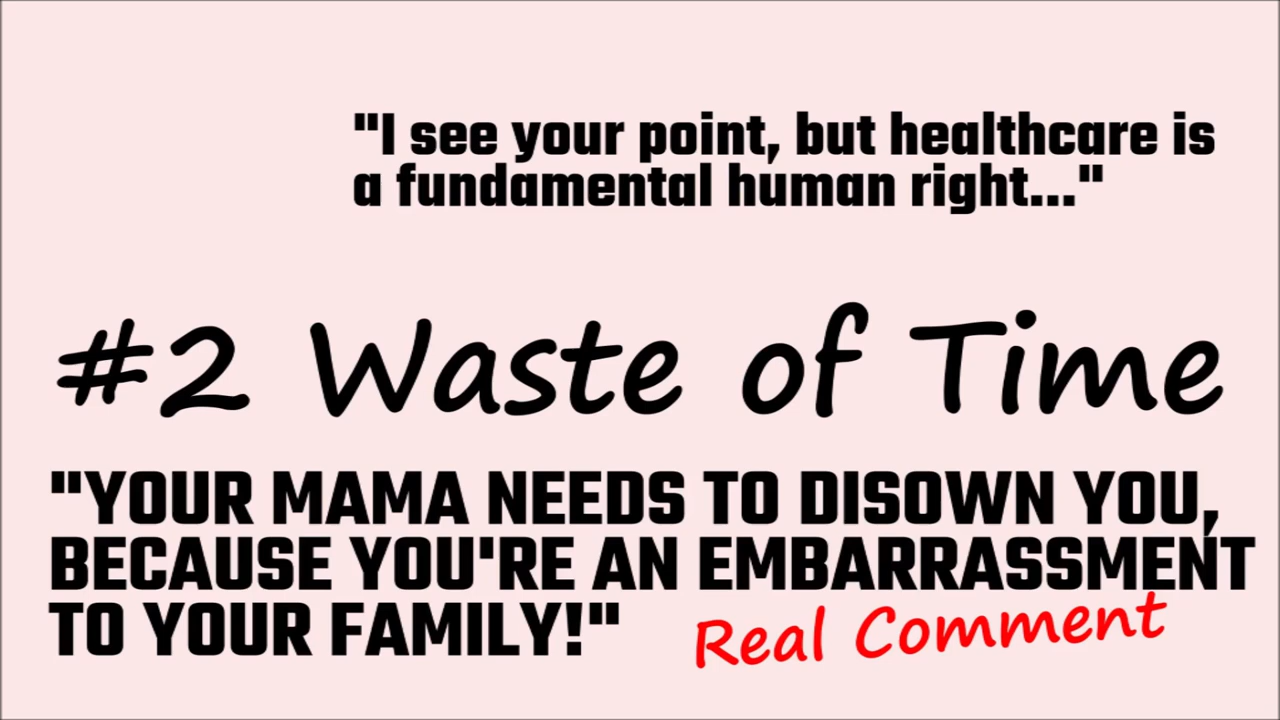 "I see your point, but healthcare is
a fundamental human right..."
#2 Waste of Time
"YOUR MAMA NEEDS TO DISOWN YOU,
BECAUSE YOU'RE AN EMBARRASSMENT
TO YOUR FAMILY!"
Real Comment